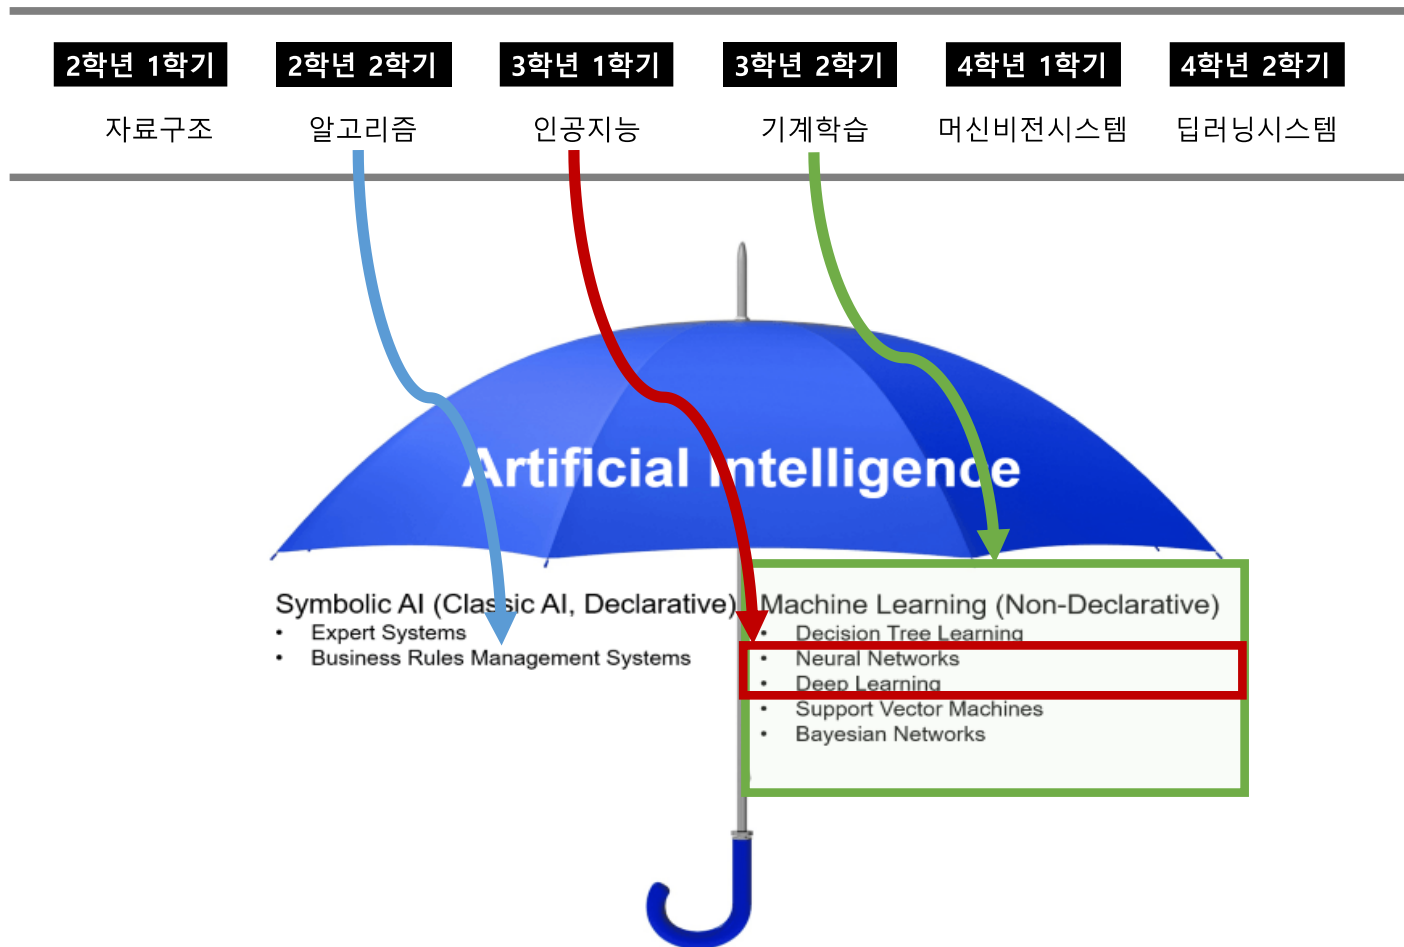 2학년 1학기 2학년 2학기 3학년 1학기 3학년 2학기 4학년 1학기 4학년 2학기
자료구조 알고리즘 인공지능 기계학습 머신비전시스템 딥러닝시스템
Artificial Intelligence
Symbolic AI (Classic AI, Declarative)
• Expert Systems
• Business Rules Management Systems
Machine Learning (Non-Declarative)
• Decision Tree Learning
• Neural Networks
• Deep Learning
• Support Vector Machines
• Bayesian Networks